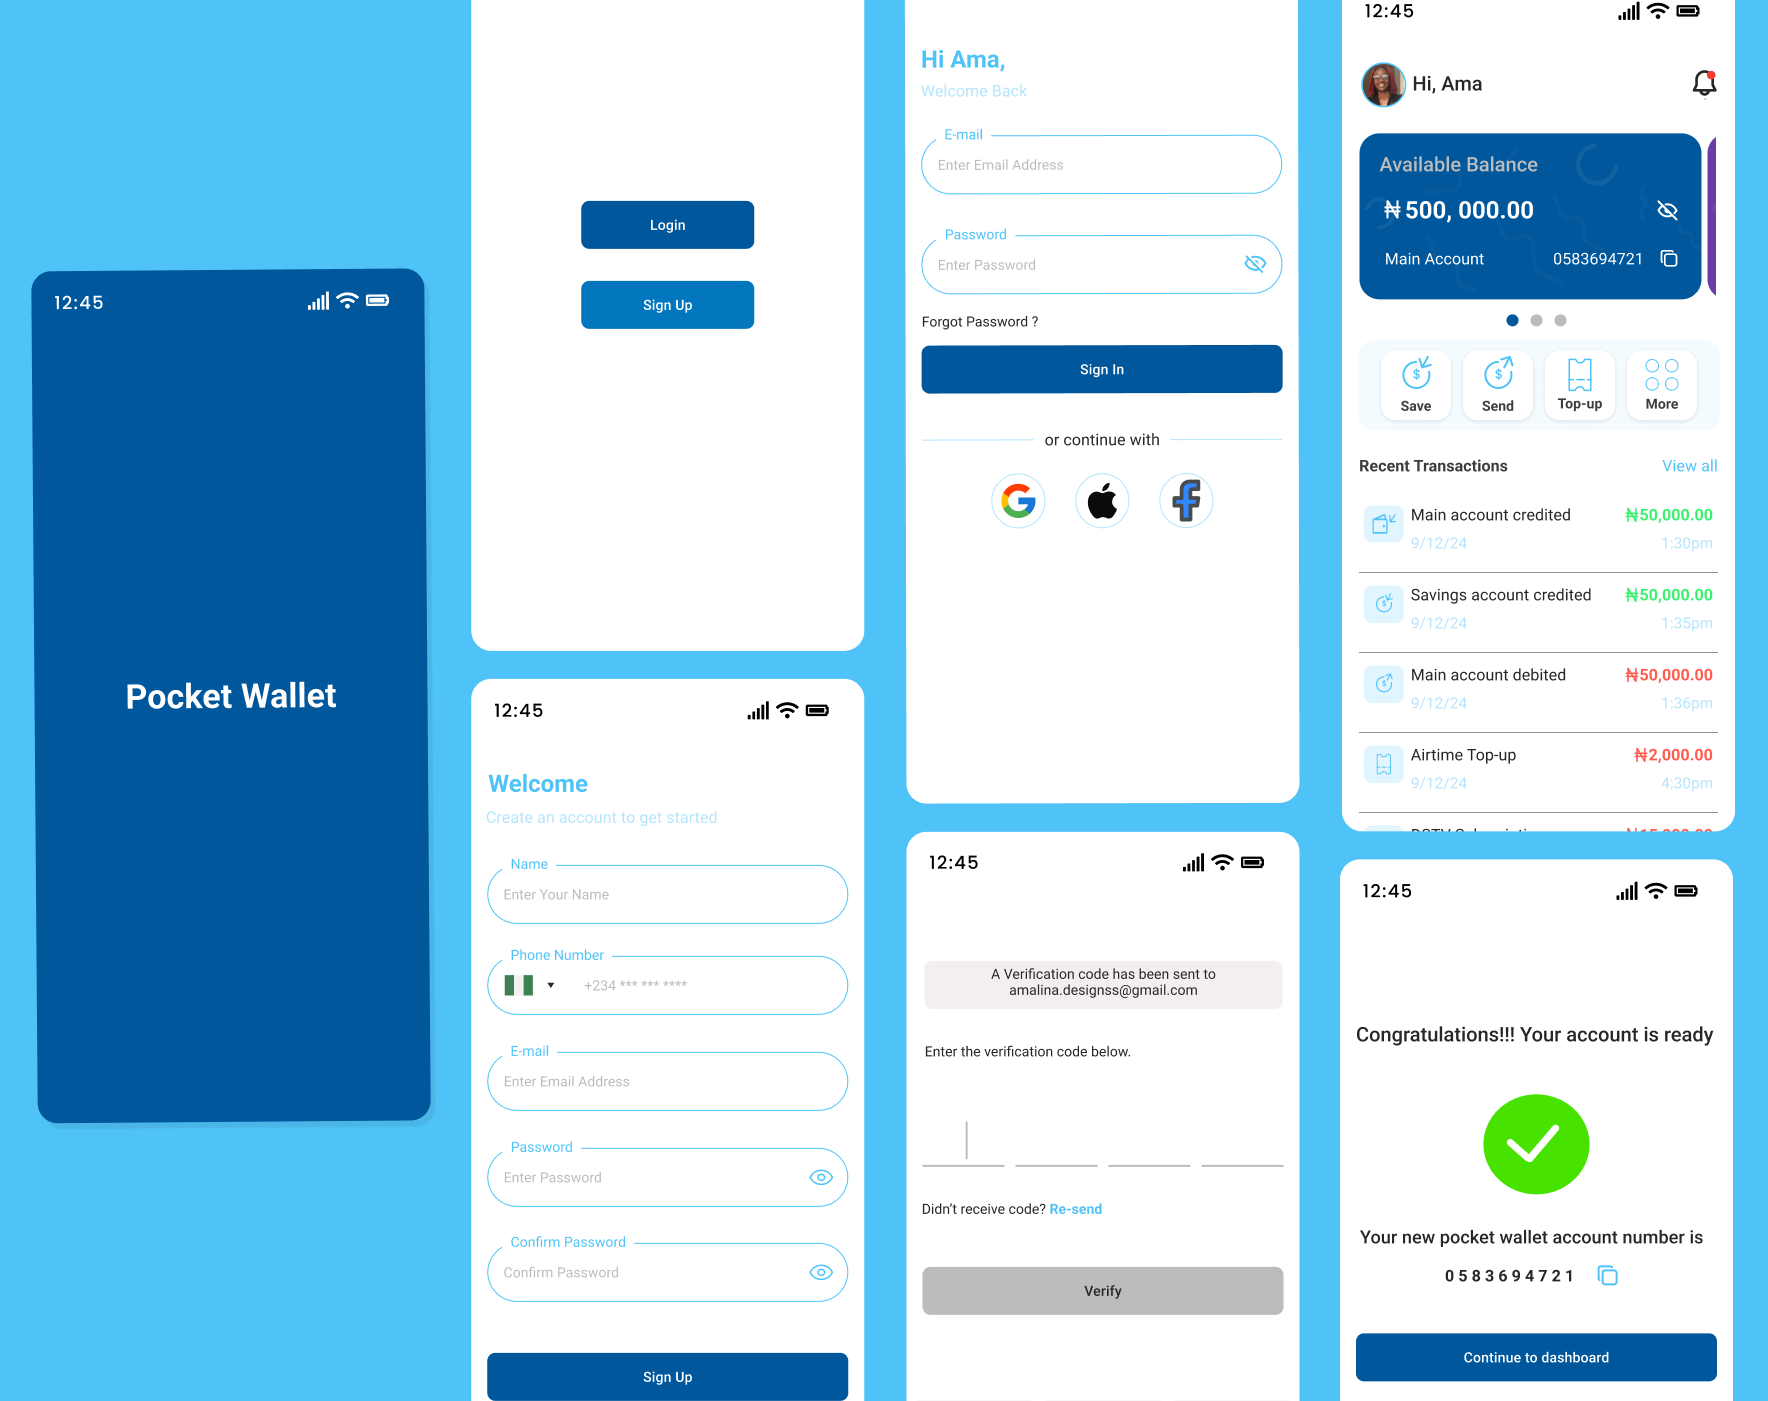 12:45
Pocket Wallet
Login
Sign Up
12:45
Welcome
Create an account to get started
Name
Enter Your Name
Phone Number
+234 *** *** ****
E-mail
Enter Email Address
Password
Enter Password
Confirm Password
Confirm Password
Sign Up
Hi Ama,
Welcome Back
E-mail
Enter Email Address
Password
Enter Password
Forgot Password ?
Sign In
or continue with
12:45
A Verification code has been sent to
amalina.designss@gmail.com
Enter the verification code below.
Didn't receive code? Re-send
Verify
12:45
Hi, Ama
Available Balance
₦500, 000.00
Main Account 0583694721
Save Send Top-up More
Recent Transactions View all
Main account credited ₦50,000.00
9/12/24 1:30pm
Savings account credited ₦50,000.00
9/12/24 1:35pm
Main account debited ₦50,000.00
9/12/24 1:36pm
Airtime Top-up ₦2,000.00
9/12/24 4:30pm
12:45
Congratulations!!! Your account is ready
Your new pocket wallet account number is
0583694721
Continue to dashboard